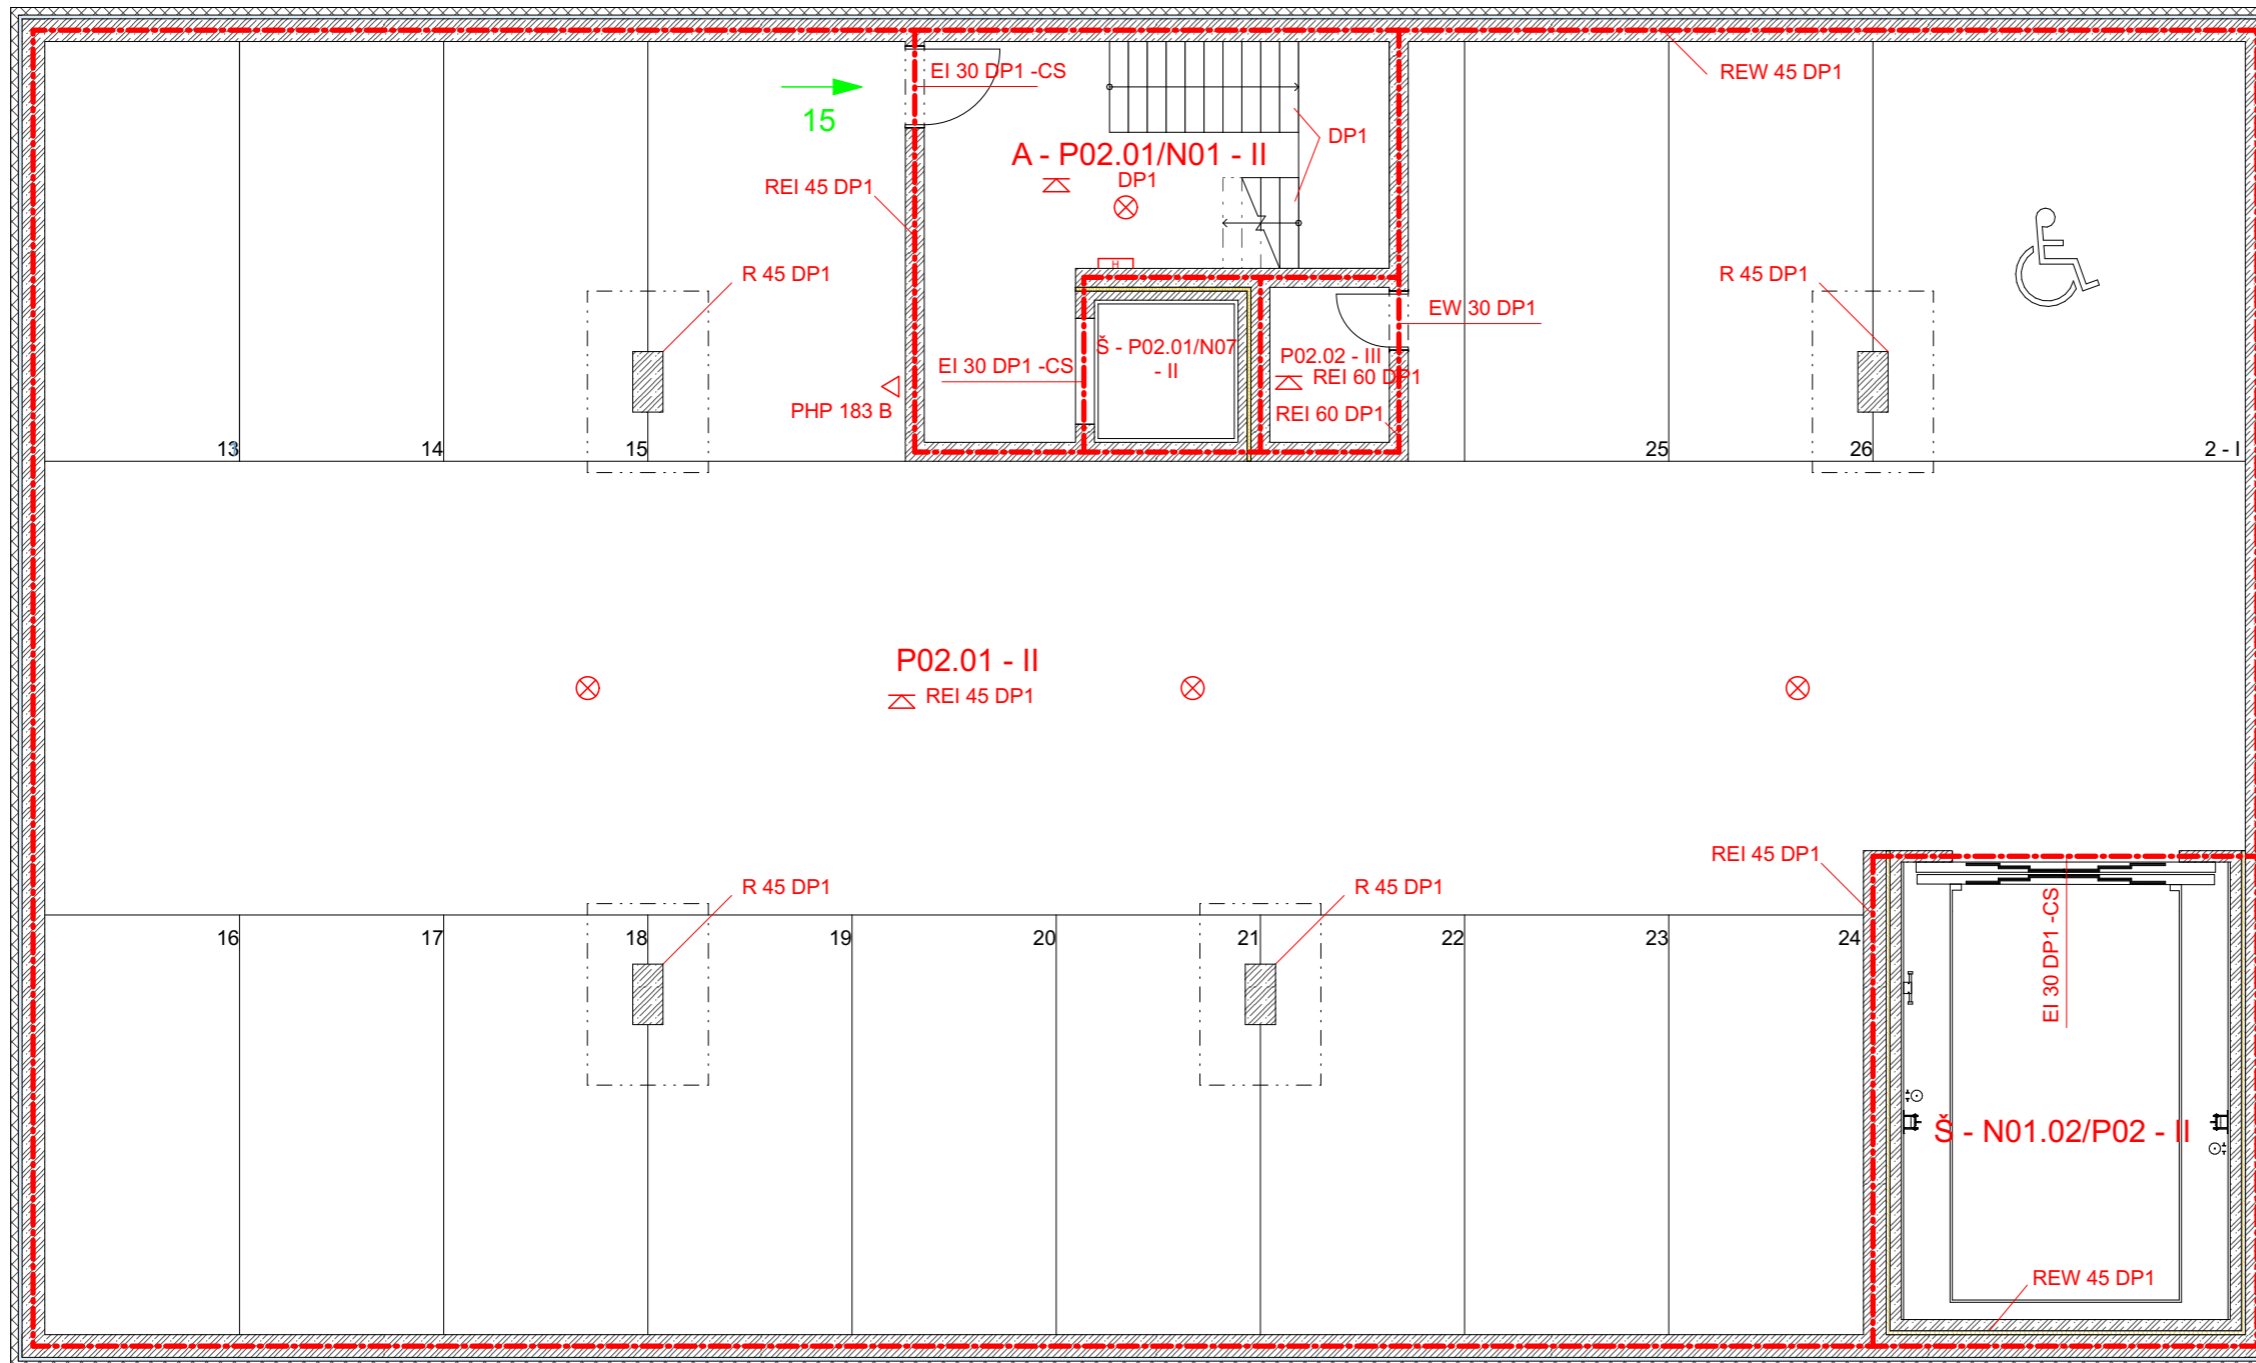 EI 30 DP1 -CS
REW 45 DP1
15
DP1
A - P02.01/N01 - II
DP1
REI 45 DP1
R 45 DP1
R 45 DP1
H
EW 30 DP1
Š - P02.01/N07
- II
P02.02 - III
REI 60 DP1
EI 30 DP1 -CS
PHP 183 B
REI 60 DP1
13
14
15
25
26
2 - I
P02.01 - II
REI 45 DP1
REI 45 DP1
R 45 DP1
R 45 DP1
16
17
18
19
20
21
22
23
24
EI 30 DP1 -CS
Š - N01.02/P02 - II
REW 45 DP1